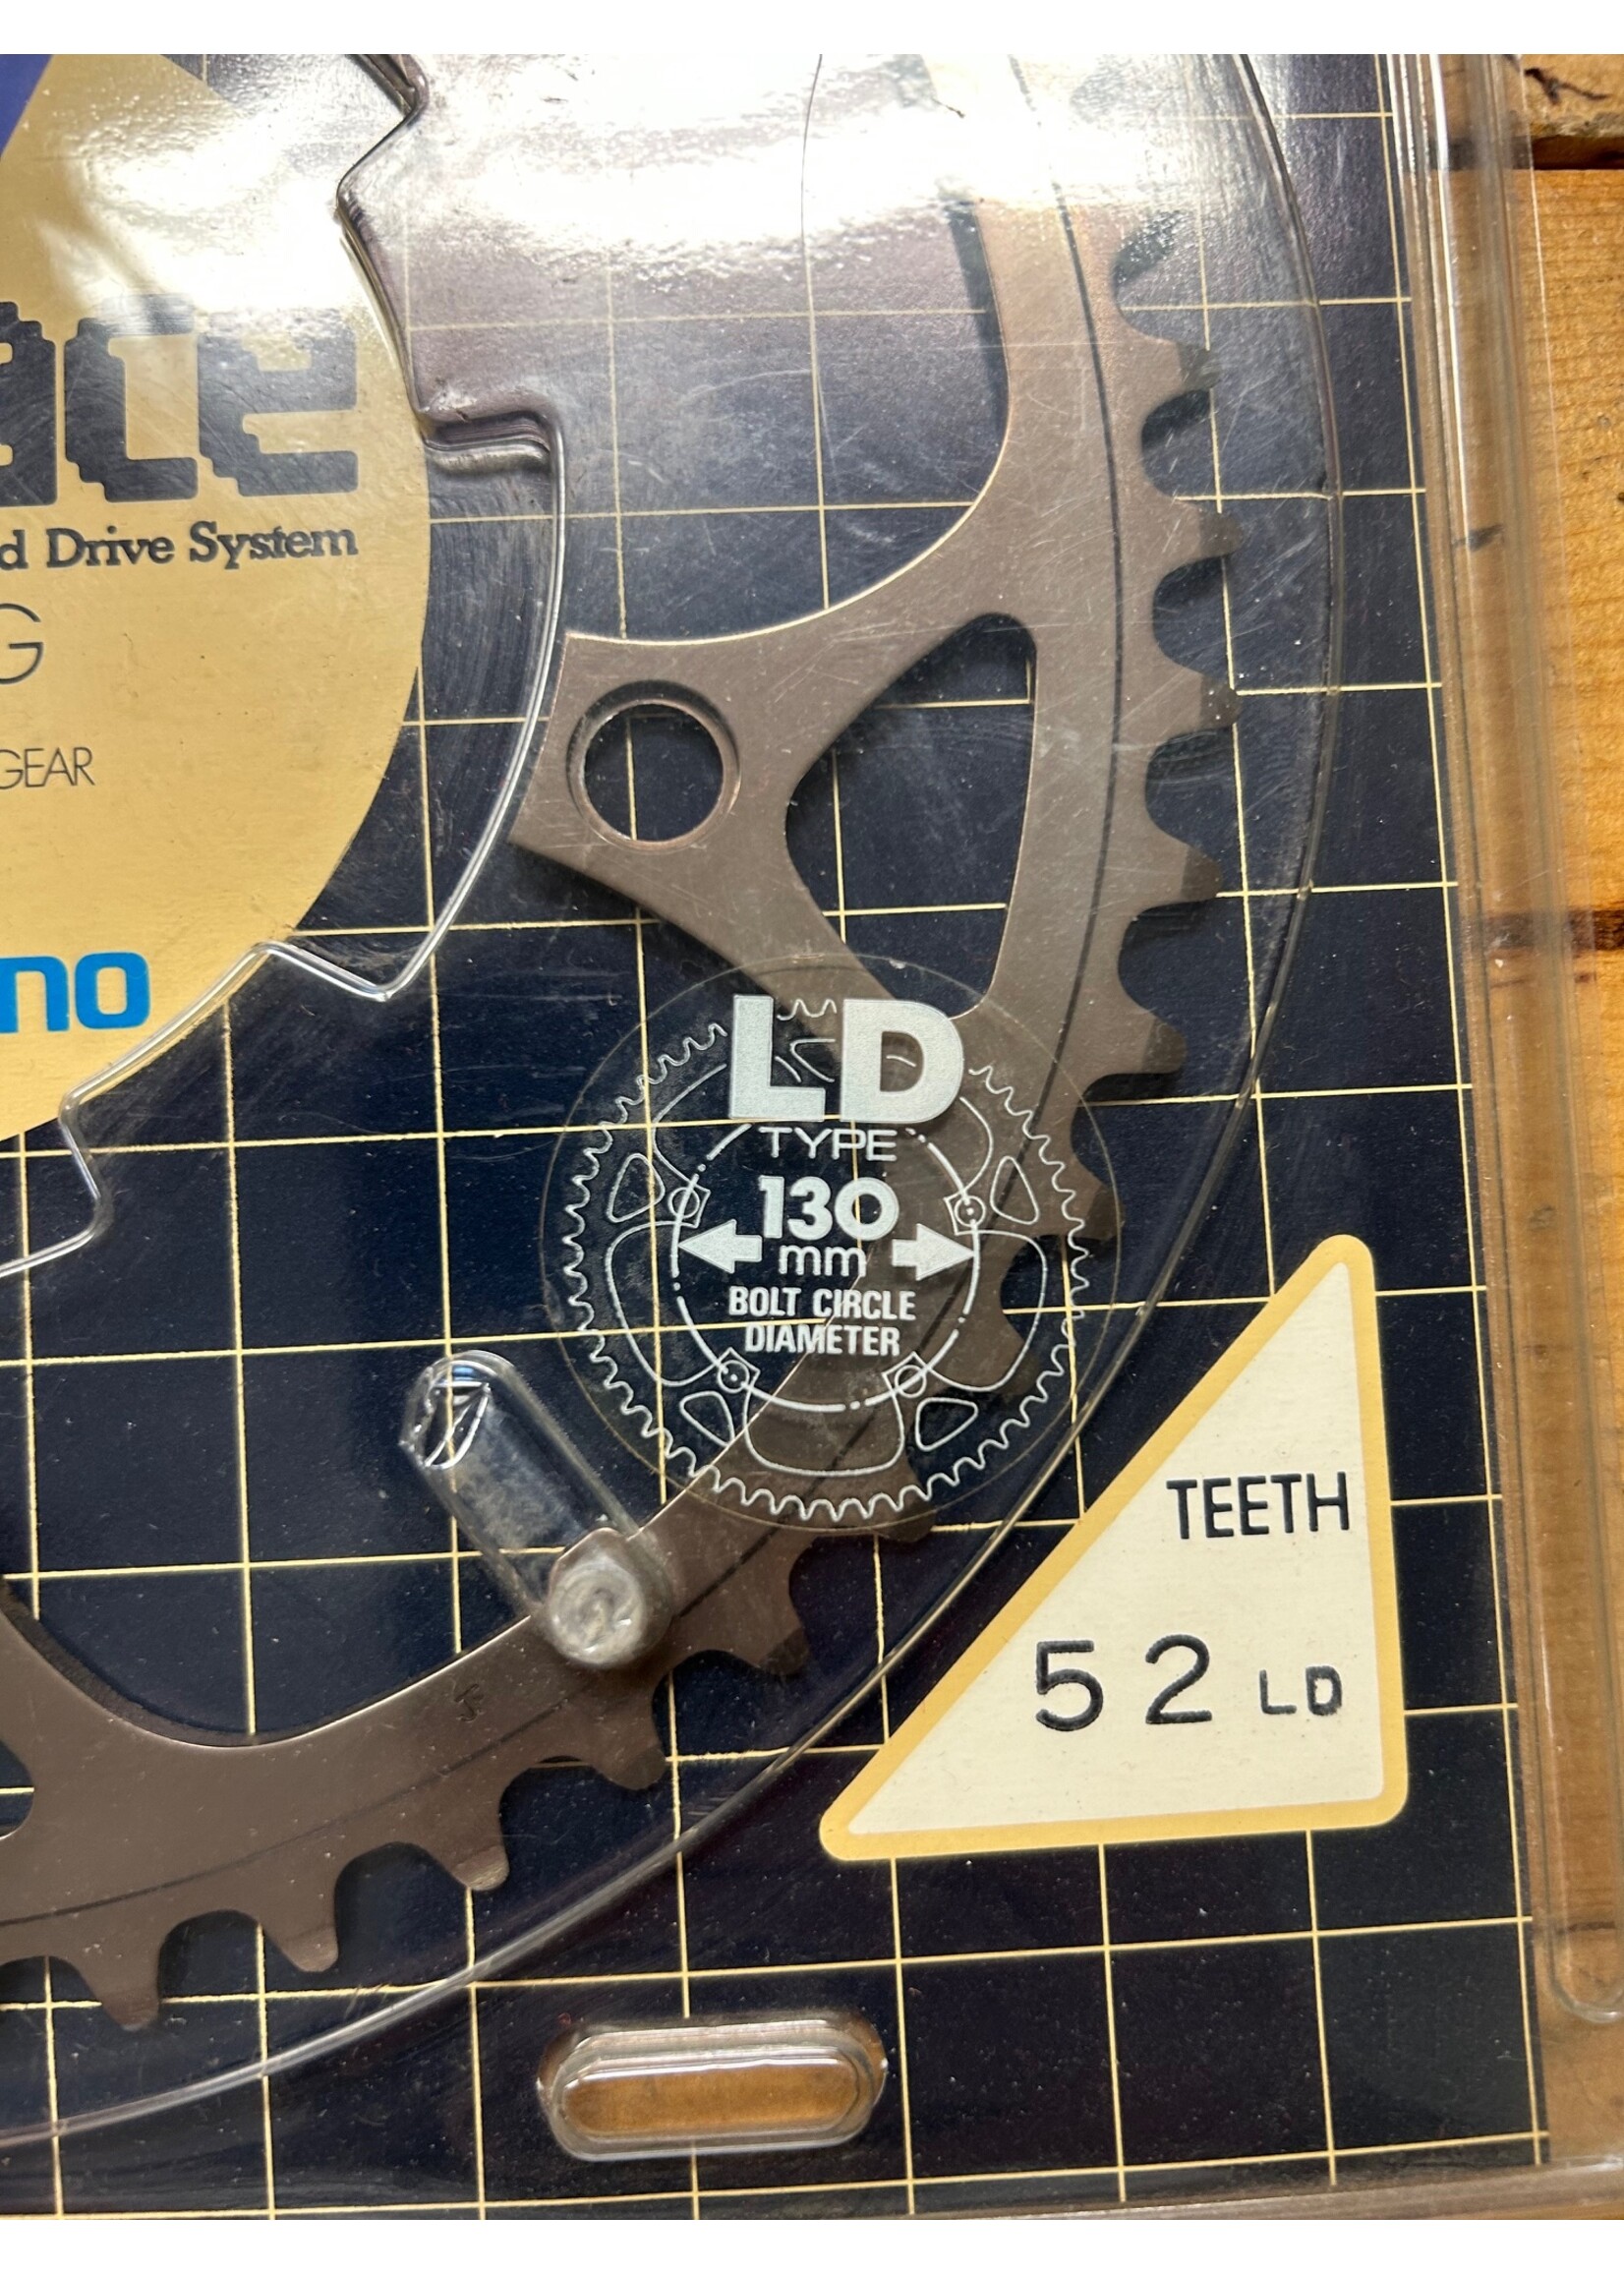 ace
d Drive System
G
GEAR
no
LD
TYPE
130
mm
BOLT CIRCLE
DIAMETER
TEETH
52 LD